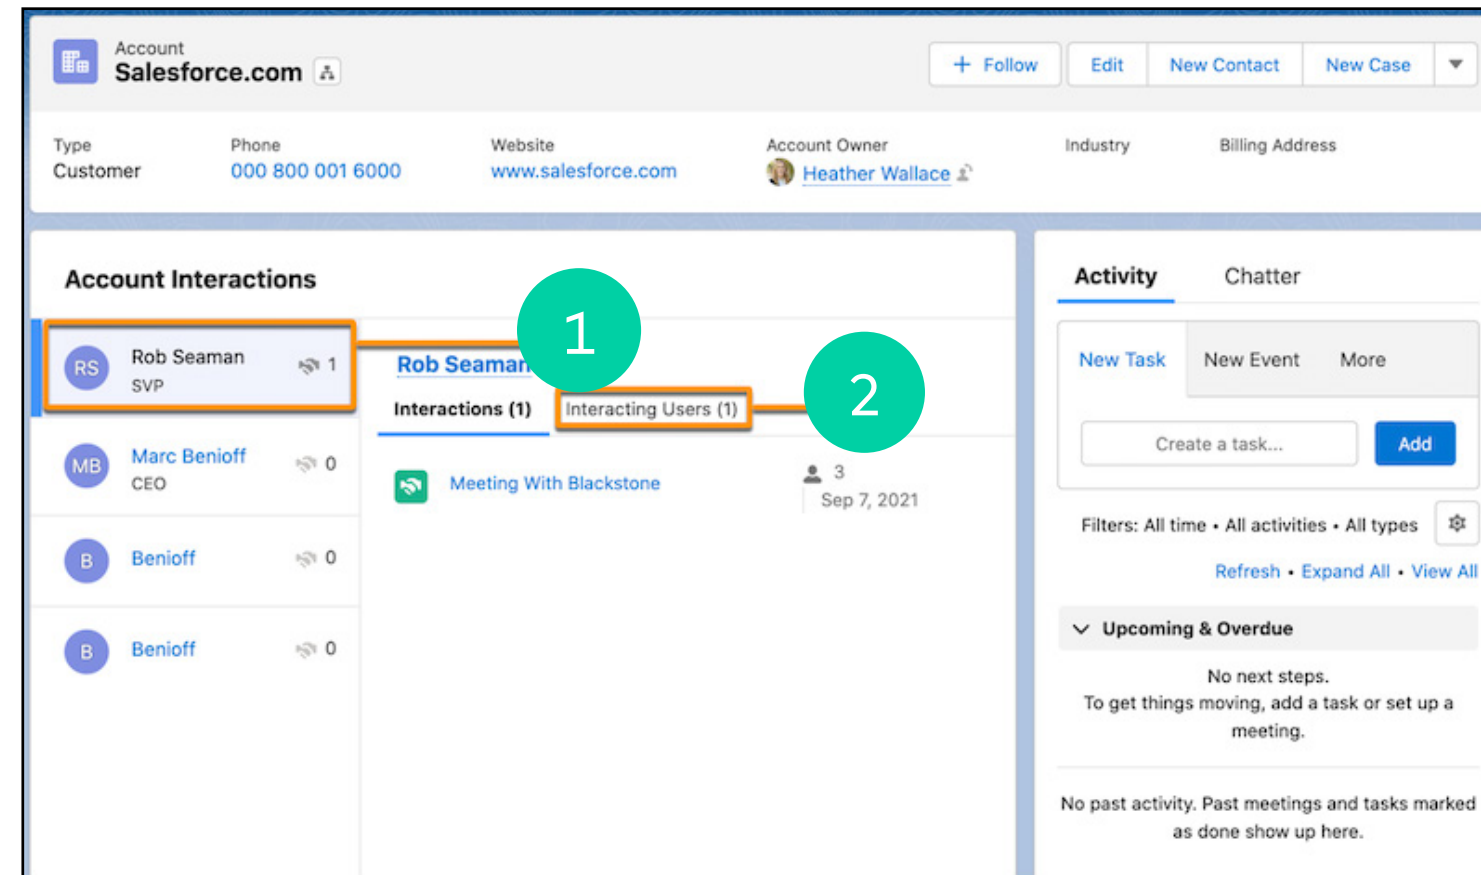 Account
Salesforce.com
+ Follow
Edit
New Contact
New Case
Type
Customer
Phone
000 800 001 6000
Website
www.salesforce.com
Account Owner
Heather Wallace
Industry
Billing Address
Account Interactions
RS
Rob Seaman
SVP
1
MB
Marc Benioff
CEO
0
B
Benioff
0
B
Benioff
0
Rob Seaman
1
Interactions (1)
Interacting Users (1)
2
Meeting With Blackstone
3
Sep 7, 2021
Activity
Chatter
New Task
New Event
More
Create a task...
Add
Filters: All time • All activities • All types
Refresh • Expand All • View All
Upcoming & Overdue
No next steps.
To get things moving, add a task or set up a
meeting.
No past activity. Past meetings and tasks marked
as done show up here.